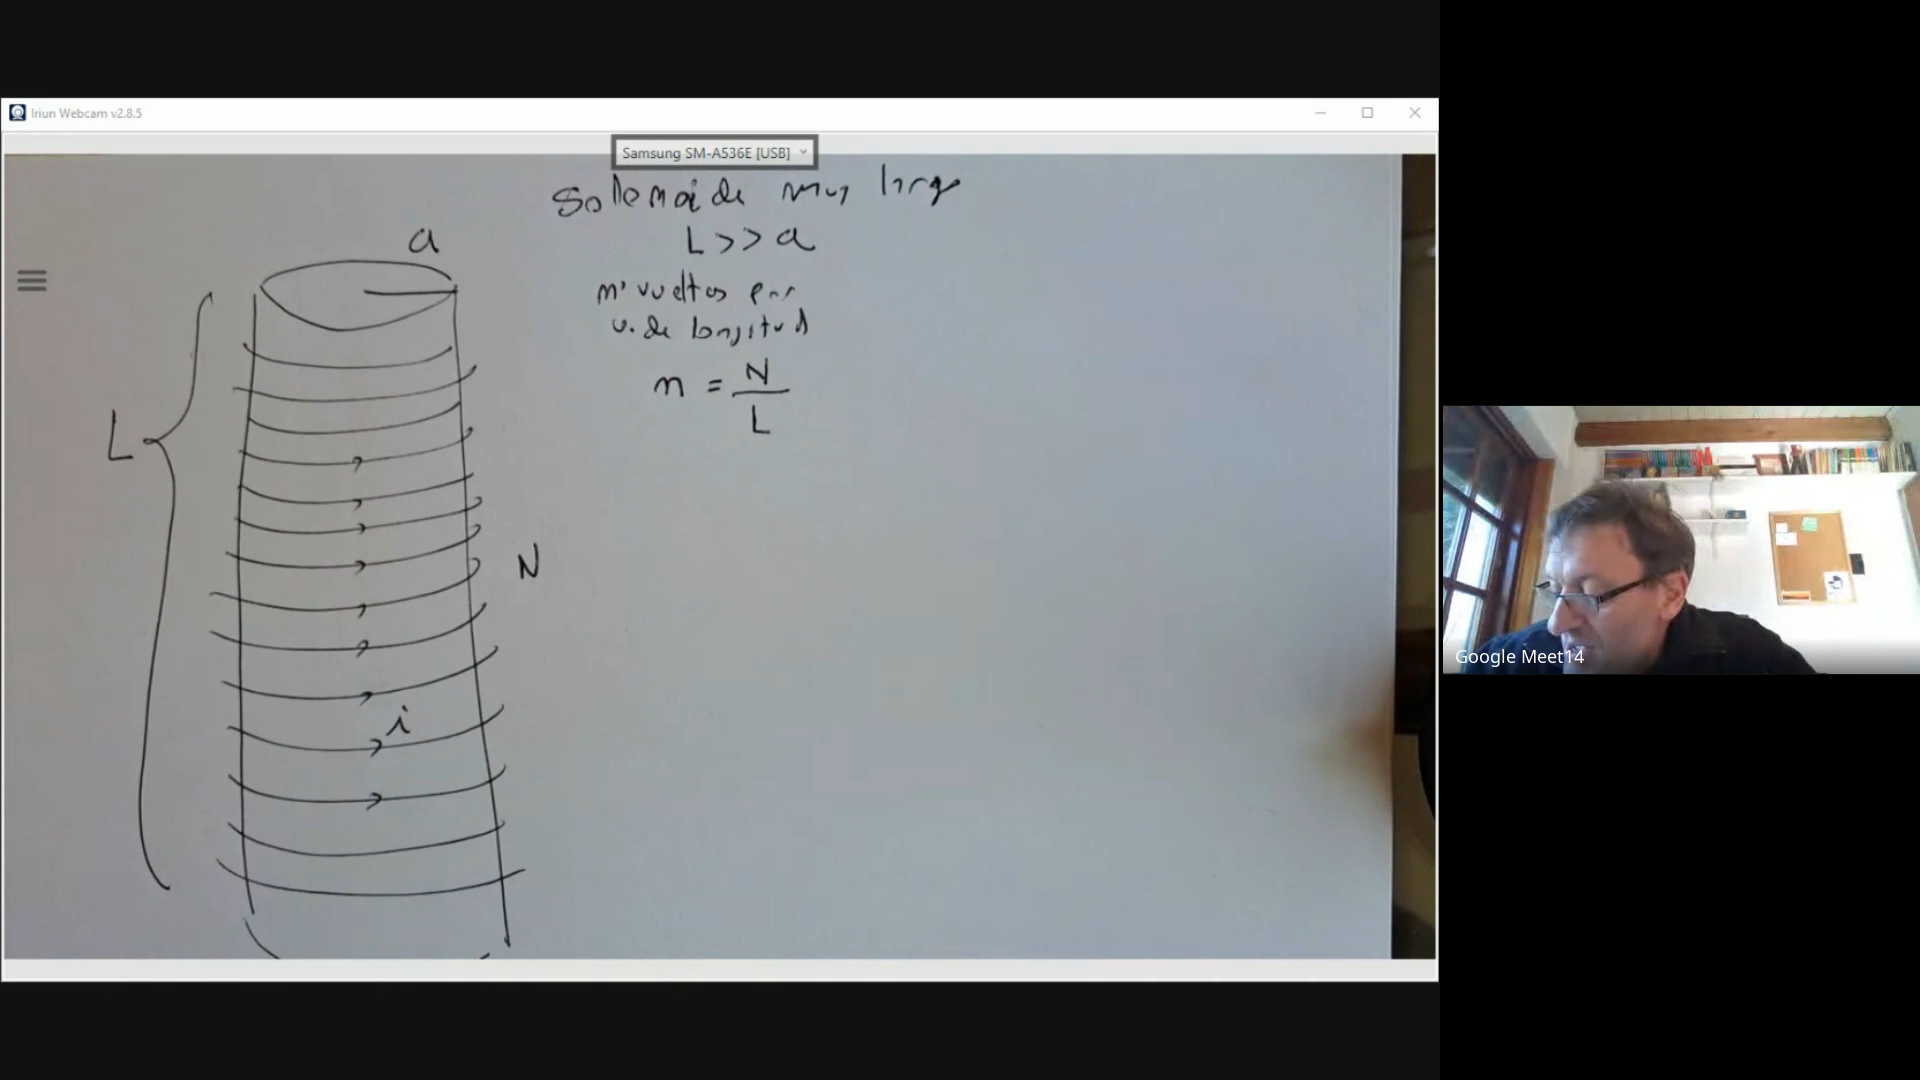 Iriun Webcam v2.8.5
Samsung SM-A536E [USB]
Solenoide muy largo
L >> a
a
nº vueltas por
u. de longitud
n = N
L
L
N
i
Google Meet14